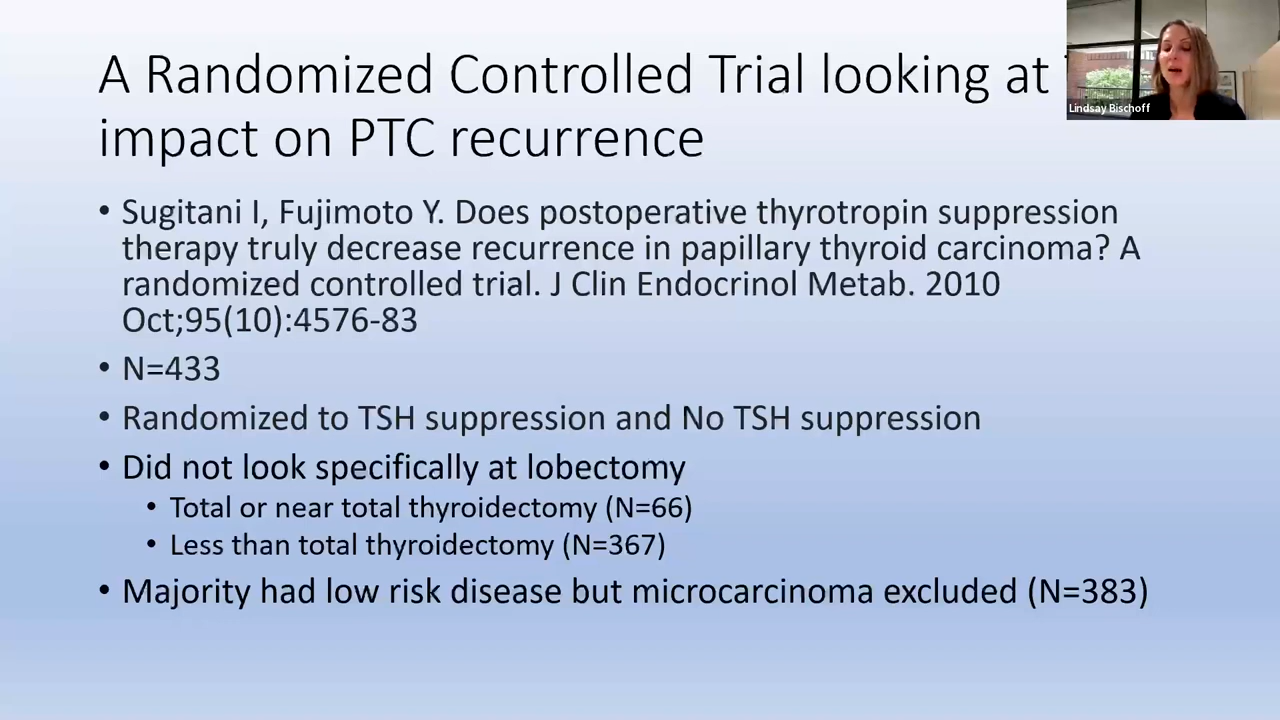 A Randomized Controlled Trial looking at
Lindsay Bischoff
impact on PTC recurrence
• Sugitani I, Fujimoto Y. Does postoperative thyrotropin suppression
therapy truly decrease recurrence in papillary thyroid carcinoma? A
randomized controlled trial. J Clin Endocrinol Metab. 2010
Oct;95(10):4576-83
• N=433
• Randomized to TSH suppression and No TSH suppression
• Did not look specifically at lobectomy
• Total or near total thyroidectomy (N=66)
• Less than total thyroidectomy (N=367)
• Majority had low risk disease but microcarcinoma excluded (N=383)